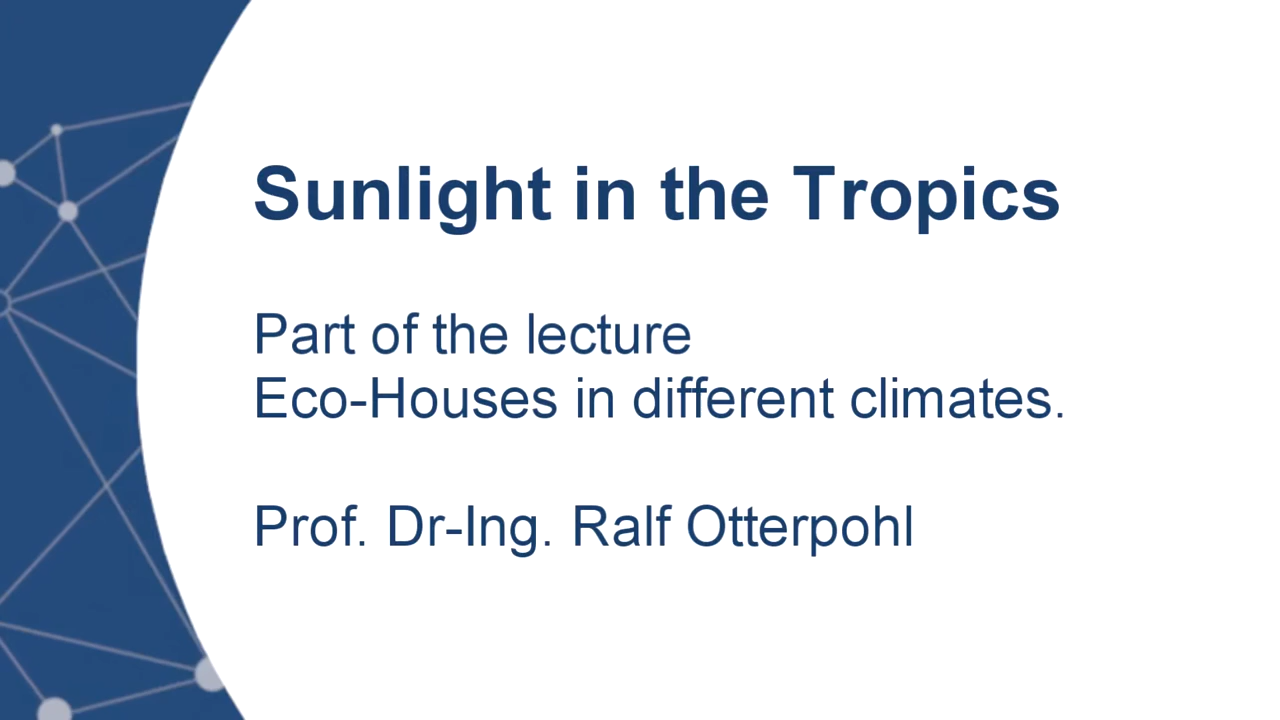 Sunlight in the Tropics
Part of the lecture
Eco-Houses in different climates.
Prof. Dr-Ing. Ralf Otterpohl